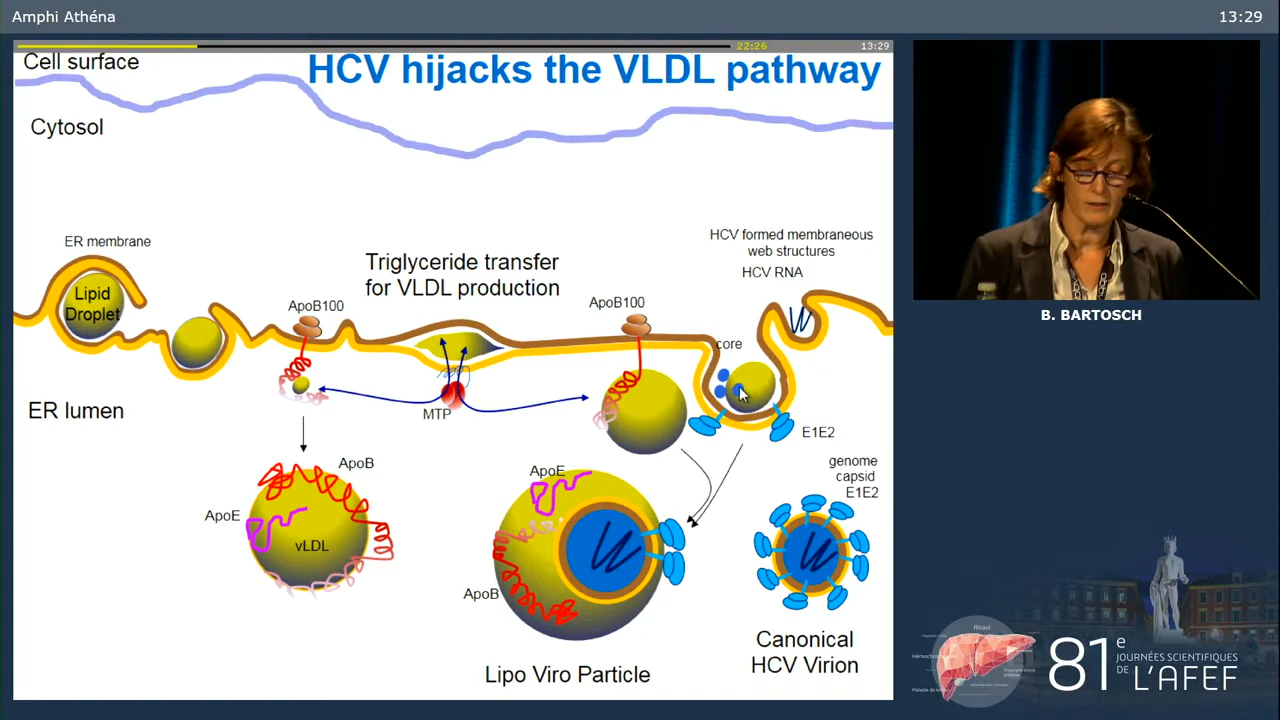 Amphi Athéna
13:29
22:26
13:29
Cell surface
HCV hijacks the VLDL pathway
Cytosol
ER membrane
HCV formed membraneous
web structures
HCV RNA
Triglyceride transfer
for VLDL production
Lipid
Droplet
ApoB100
ApoB100
core
ER lumen
MTP
E1E2
genome
capsid
E1E2
ApoB
ApoE
vLDL
ApoE
ApoB
Lipo Viro Particle
Canonical
HCV Virion
B. BARTOSCH
Alcool
81e
JOURNÉES SCIENTIFIQUES
DE L'AFEF